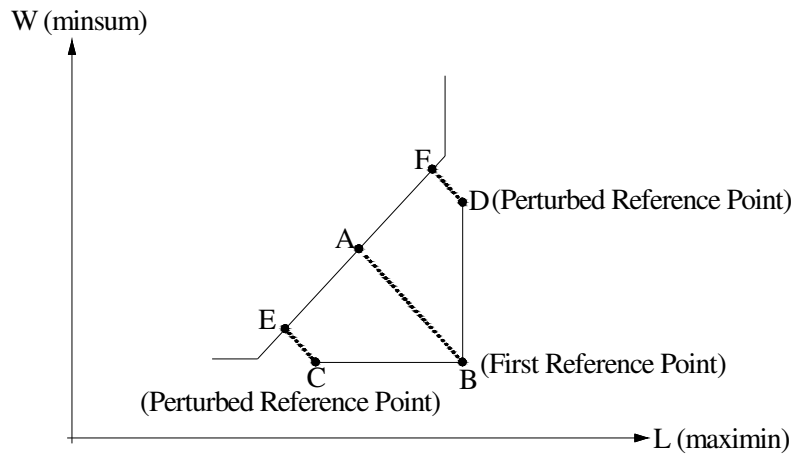 W (minsum)
F
D (Perturbed Reference Point)
A
E
C
B (First Reference Point)
(Perturbed Reference Point)
L (maximin)